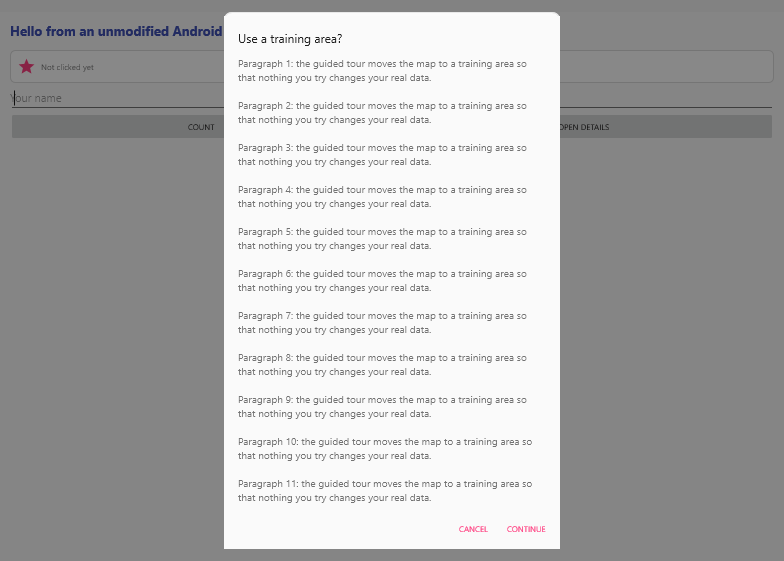 Hello from an unmodified Android
Not clicked yet
Your name
COUNT
OPEN DETAILS
Use a training area?
Paragraph 1: the guided tour moves the map to a training area so
that nothing you try changes your real data.
Paragraph 2: the guided tour moves the map to a training area so
that nothing you try changes your real data.
Paragraph 3: the guided tour moves the map to a training area so
that nothing you try changes your real data.
Paragraph 4: the guided tour moves the map to a training area so
that nothing you try changes your real data.
Paragraph 5: the guided tour moves the map to a training area so
that nothing you try changes your real data.
Paragraph 6: the guided tour moves the map to a training area so
that nothing you try changes your real data.
Paragraph 7: the guided tour moves the map to a training area so
that nothing you try changes your real data.
Paragraph 8: the guided tour moves the map to a training area so
that nothing you try changes your real data.
Paragraph 9: the guided tour moves the map to a training area so
that nothing you try changes your real data.
Paragraph 10: the guided tour moves the map to a training area so
that nothing you try changes your real data.
Paragraph 11: the guided tour moves the map to a training area so
that nothing you try changes your real data.
CANCEL CONTINUE